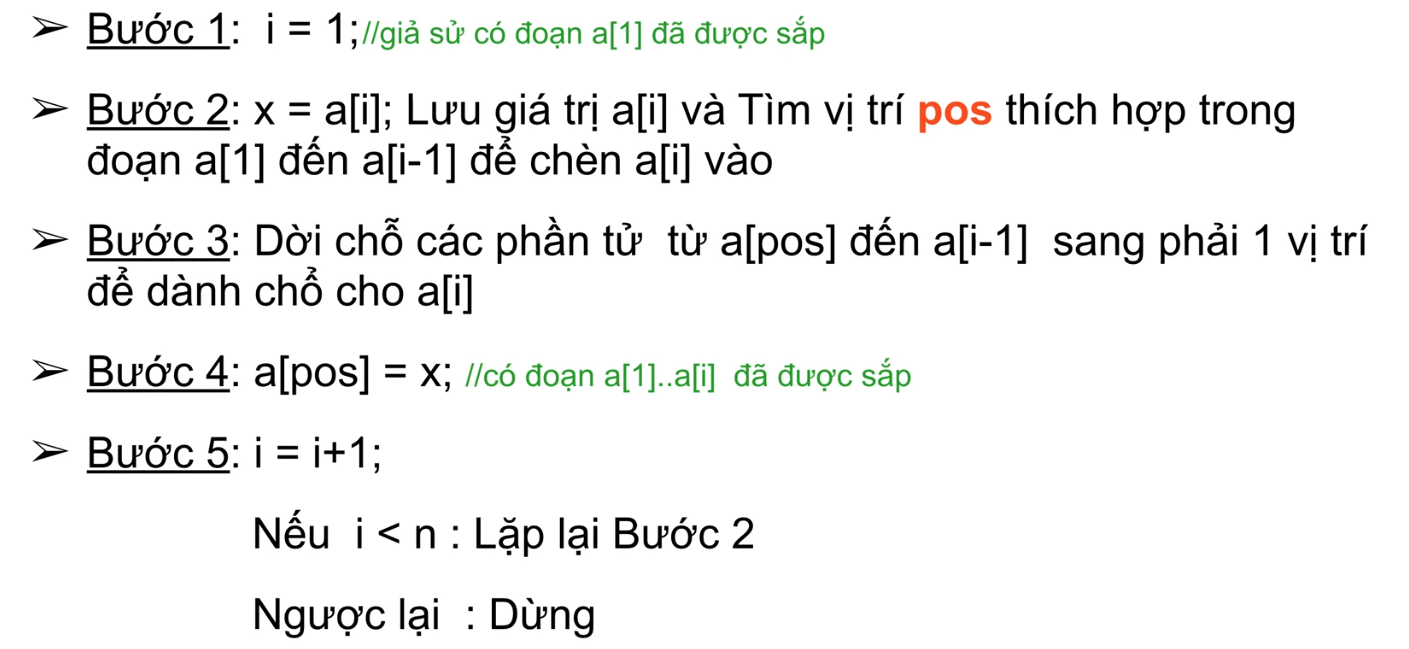 ➢ Bước 1: i = 1;//giả sử có đoạn a[1] đã được sắp
➢ Bước 2: x = a[i]; Lưu giá trị a[i] và Tìm vị trí pos thích hợp trong
đoạn a[1] đến a[i-1] để chèn a[i] vào
➢ Bước 3: Dời chỗ các phần tử từ a[pos] đến a[i-1] sang phải 1 vị trí
để dành chổ cho a[i]
➢ Bước 4: a[pos] = x; //có đoạn a[1]..a[i] đã được sắp
➢ Bước 5: i = i+1;
Nếu i < n : Lặp lại Bước 2
Ngược lại : Dừng